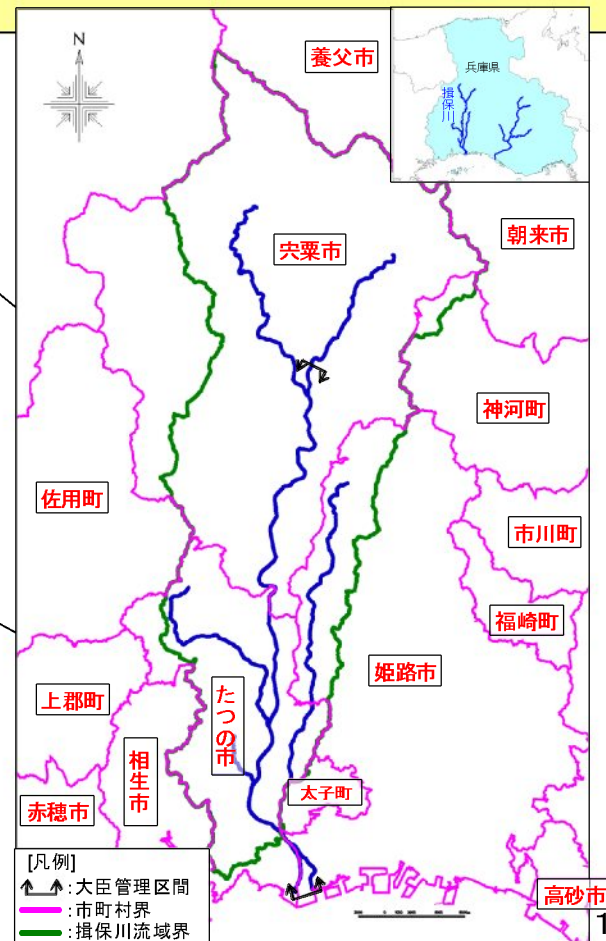 N
養父市
兵庫県
揖保川
朝来市
宍粟市
神河町
佐用町
市川町
福崎町
姫路市
上郡町
たつの市
相生市
太子町
赤穂市
高砂市
[凡例]
:大臣管理区間
:市町村界
:揖保川流域界
1